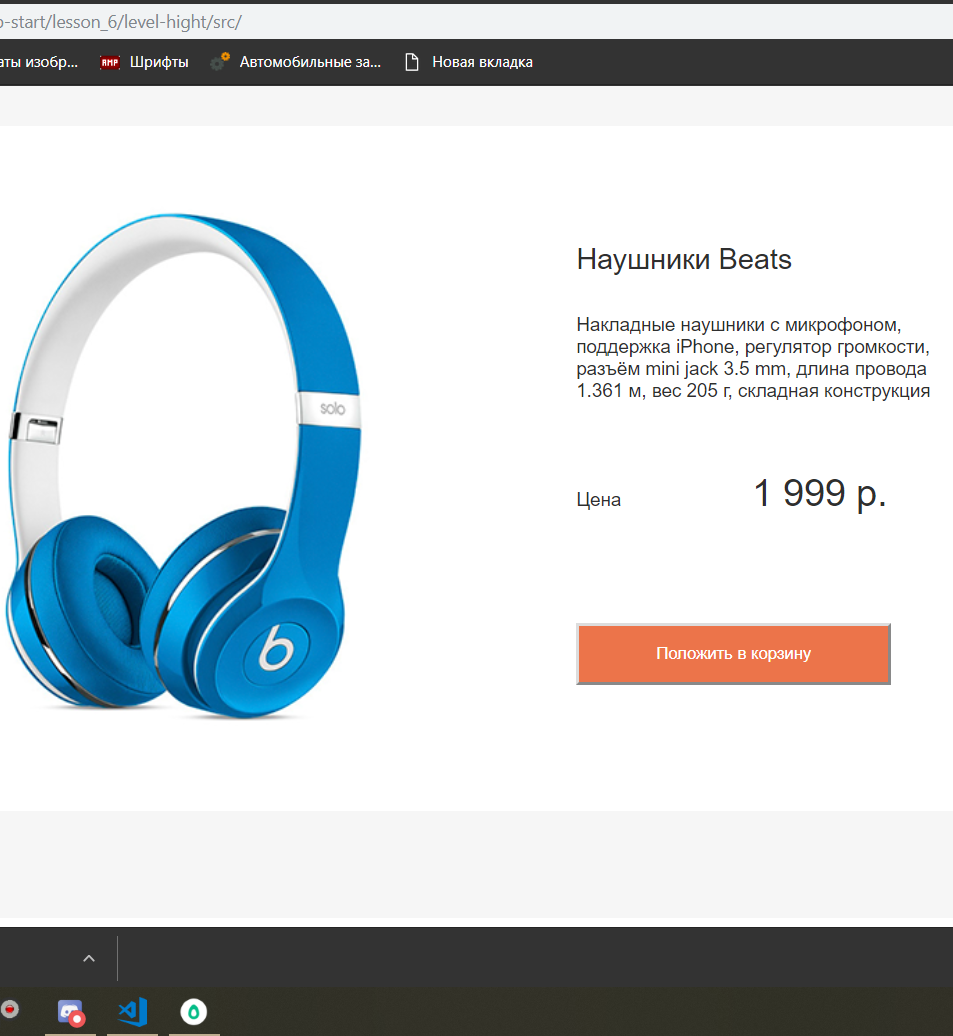 o-start/lesson_6/level-hight/src/
аты изобр... Шрифты Автомобильные за... Новая вкладка
Наушники Beats
Накладные наушники с микрофоном,
поддержка iPhone, регулятор громкости,
разъём mini jack 3.5 mm, длина провода
1.361 м, вес 205 г, складная конструкция
solo
Цена 1 999 р.
b
Положить в корзину